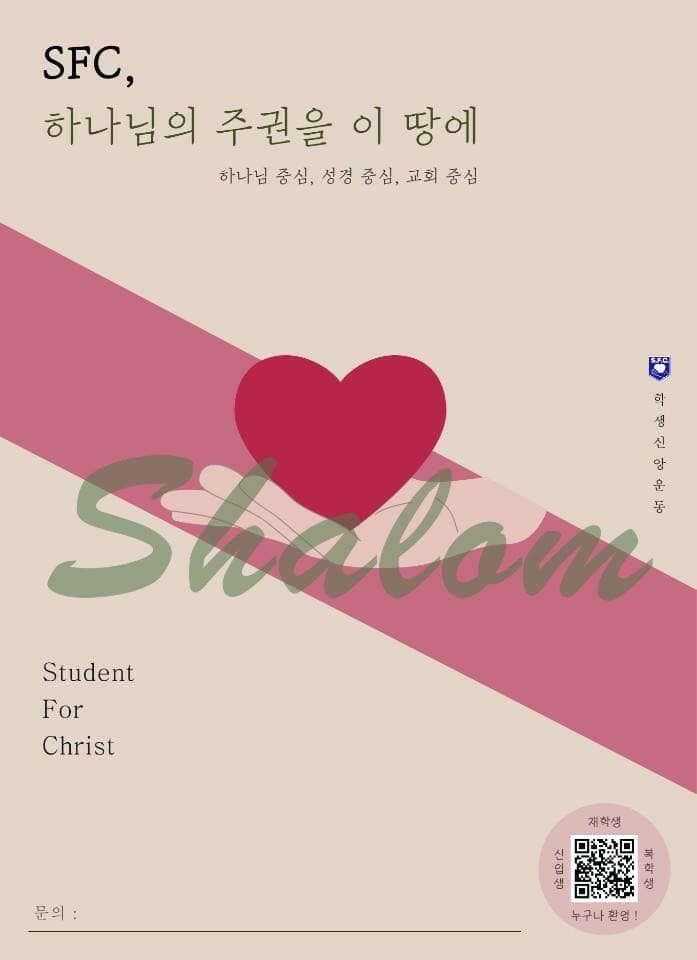 SFC,
하나님의 주권을 이 땅에
하나님 중심, 성경 중심, 교회 중심
SFC
학생신앙운동
Shalom
Student
For
Christ
재학생
신입생
복학생
누구나 환영 !
문의 :